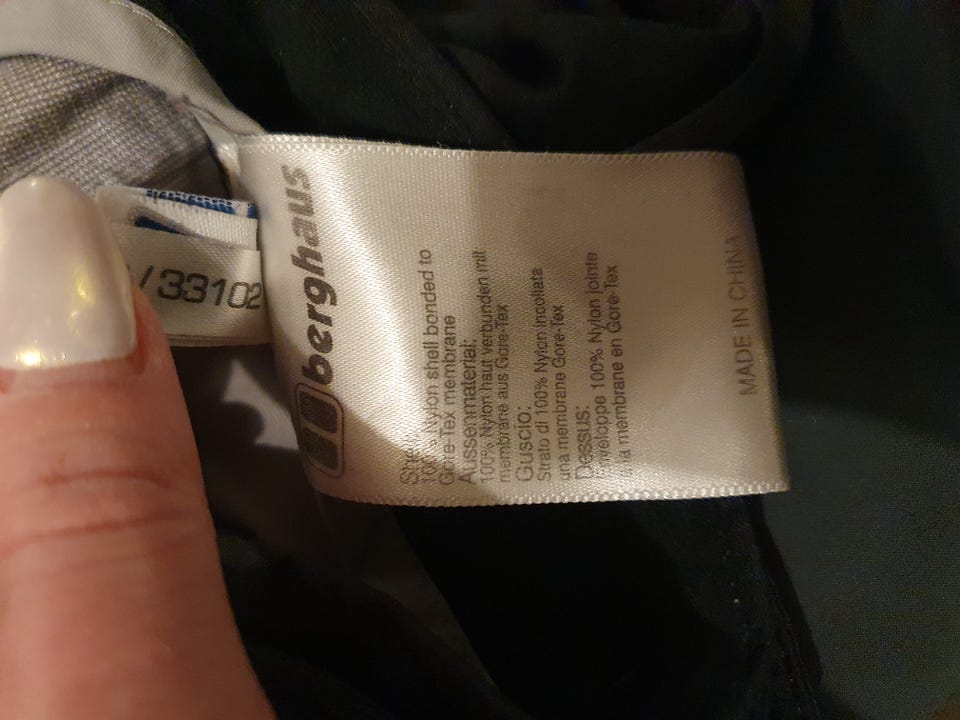 berghaus
Shell:
100% Nylon shell bonded to
Gore-Tex membrane
Aussenmaterial:
100% Nylon haut verbunden mit
membrane aus Gore-Tex
Guscio:
Strato di 100% Nylon incollata
una membrane Gore-Tex
Dessus:
Enveloppe 100% Nylon Jointe
a la membrane en Gore-Tex
MADE IN CHINA
/33102